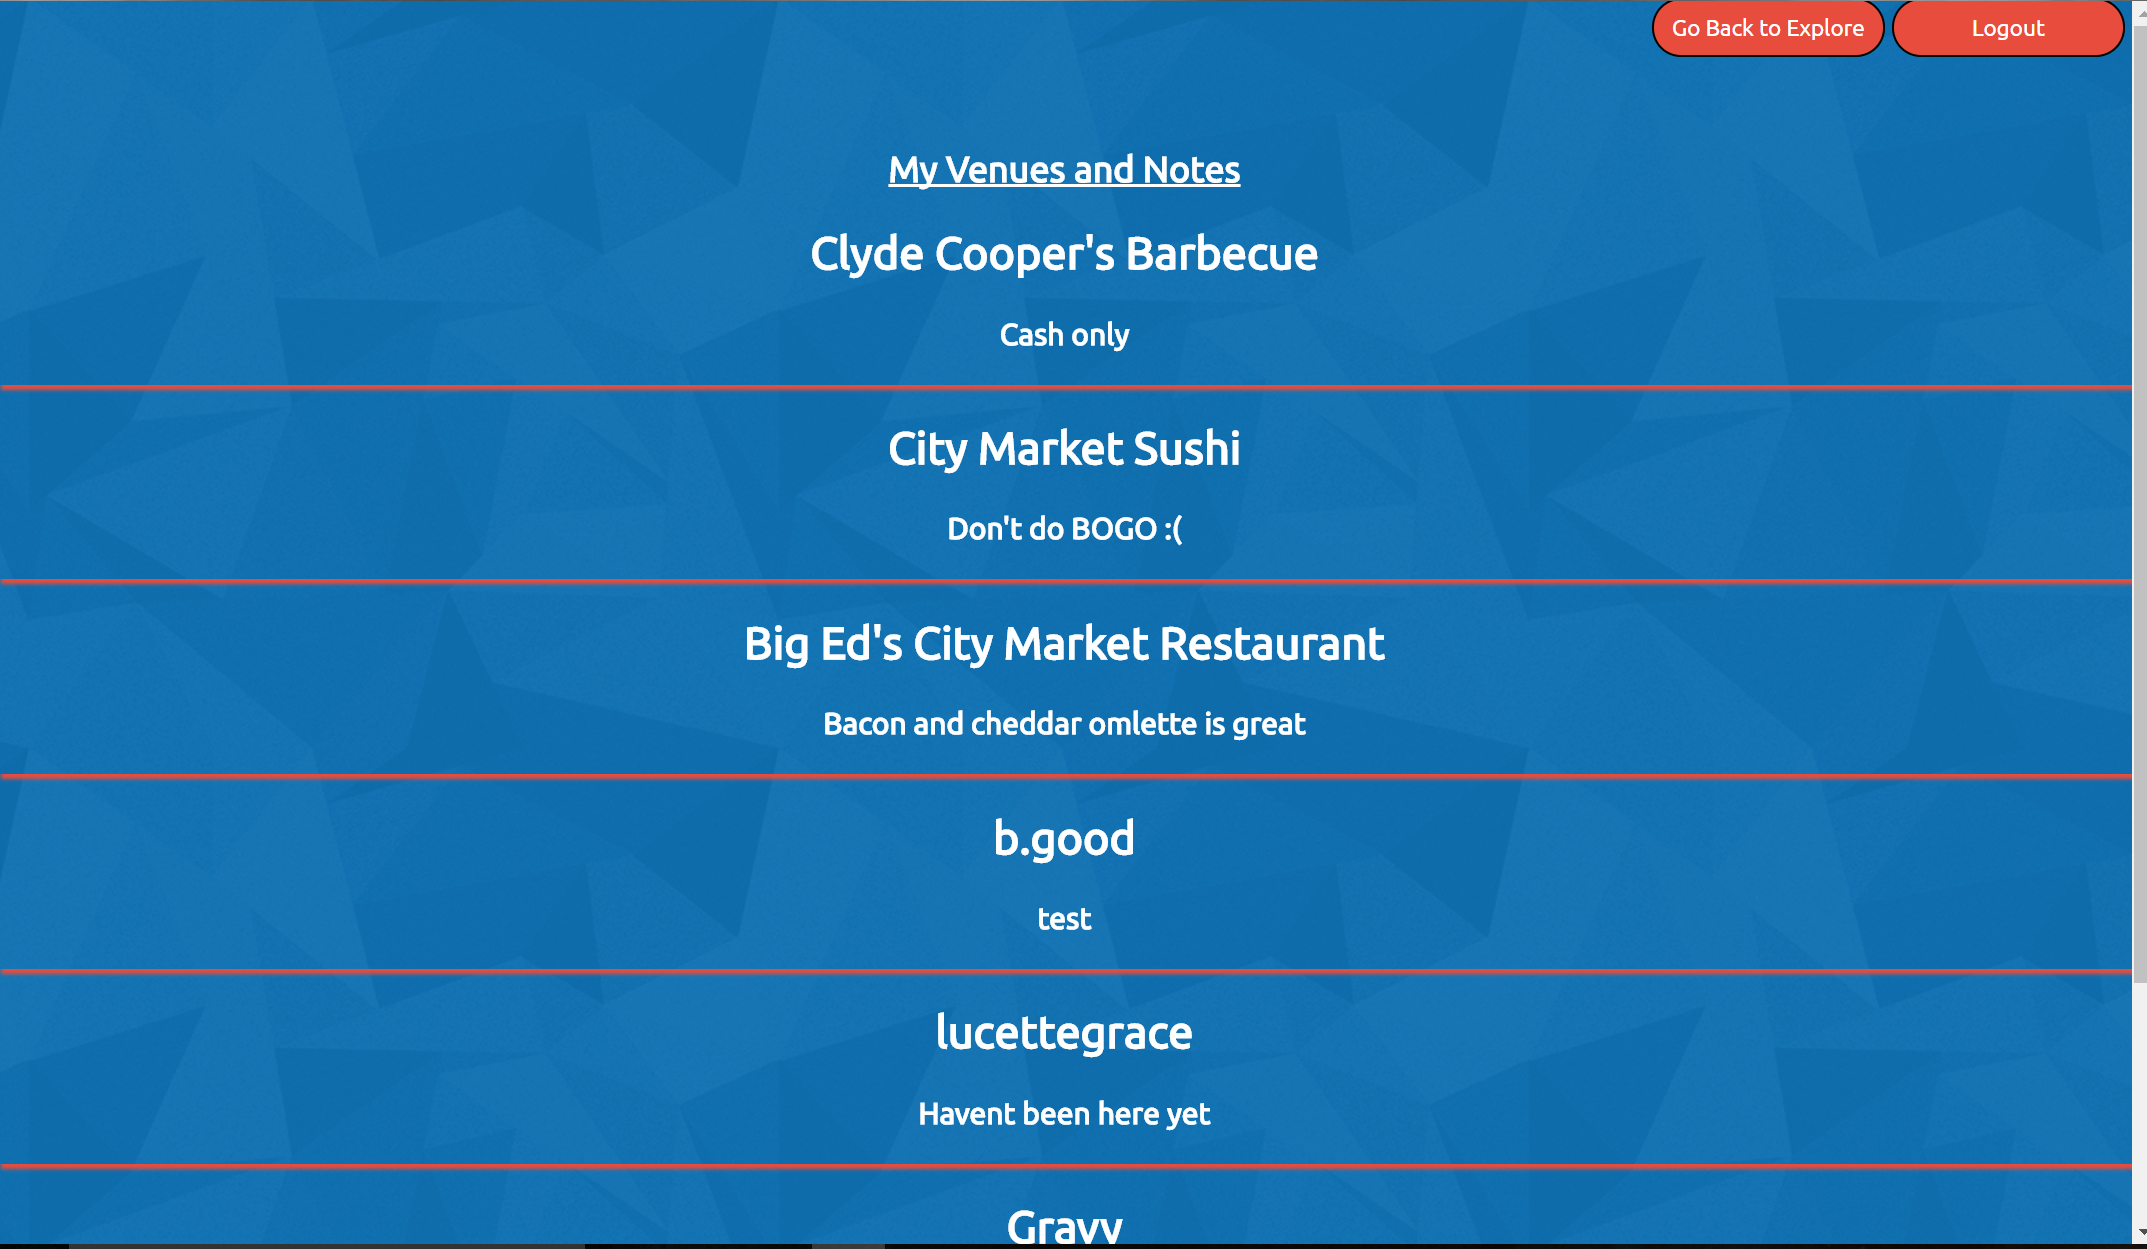 Go Back to Explore
Logout
My Venues and Notes
Clyde Cooper's Barbecue
Cash only
City Market Sushi
Don't do BOGO :(
Big Ed's City Market Restaurant
Bacon and cheddar omlette is great
b.good
test
lucettegrace
Havent been here yet
Gravy